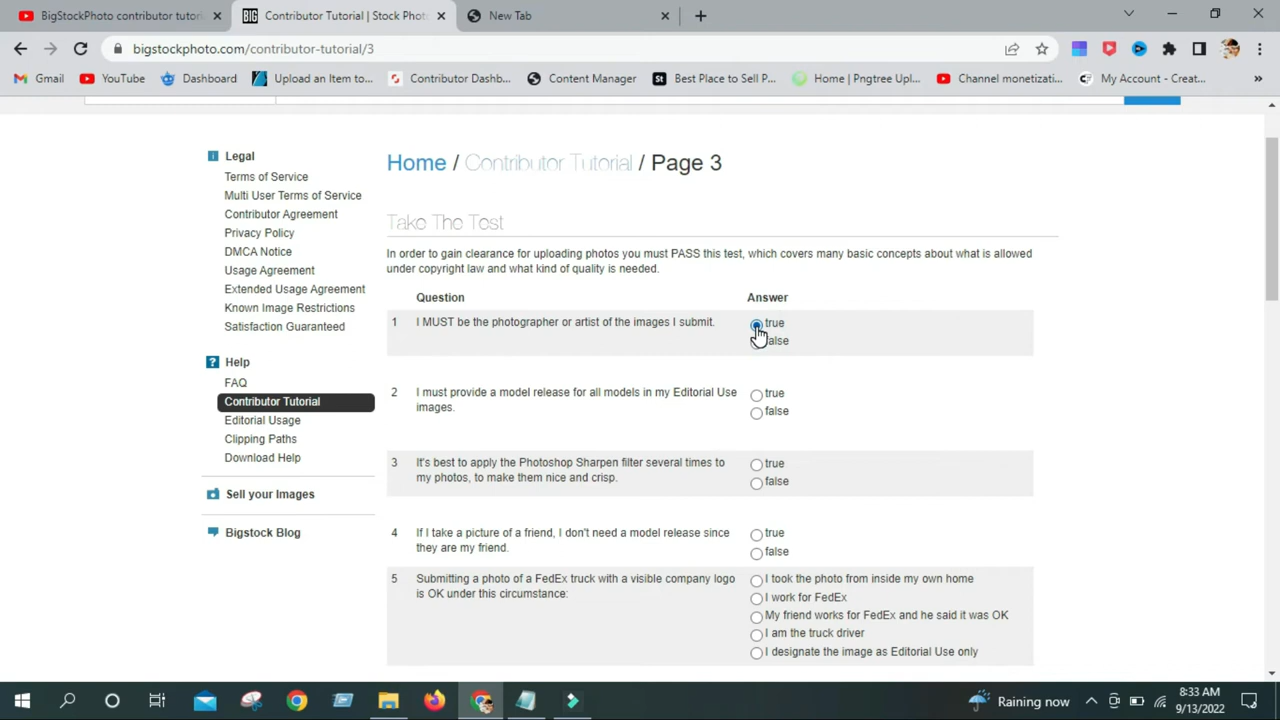 BigStockPhoto contributor tutori
Contributor Tutorial | Stock Phot
New Tab
bigstockphoto.com/contributor-tutorial/3
Gmail
YouTube
Dashboard
Upload an Item to...
Contributor Dashb...
Content Manager
Best Place to Sell P...
Home | Pngtree Upl...
Channel monetizati...
My Account - Creat...
»
Legal
Terms of Service
Multi User Terms of Service
Contributor Agreement
Privacy Policy
DMCA Notice
Usage Agreement
Extended Usage Agreement
Known Image Restrictions
Satisfaction Guaranteed
Help
FAQ
Contributor Tutorial
Editorial Usage
Clipping Paths
Download Help
Sell your Images
Bigstock Blog
Home / Contributor Tutorial / Page 3
Take The Test
In order to gain clearance for uploading photos you must PASS this test, which covers many basic concepts about what is allowed
under copyright law and what kind of quality is needed.
Question Answer
1 I MUST be the photographer or artist of the images I submit. true
alse
2 I must provide a model release for all models in my Editorial Use true
images. false
3 It's best to apply the Photoshop Sharpen filter several times to true
my photos, to make them nice and crisp. false
4 If I take a picture of a friend, I don't need a model release since true
they are my friend. false
5 Submitting a photo of a FedEx truck with a visible company logo I took the photo from inside my own home
is OK under this circumstance: I work for FedEx
My friend works for FedEx and he said it was OK
I am the truck driver
I designate the image as Editorial Use only
Raining now
8:33 AM
9/13/2022